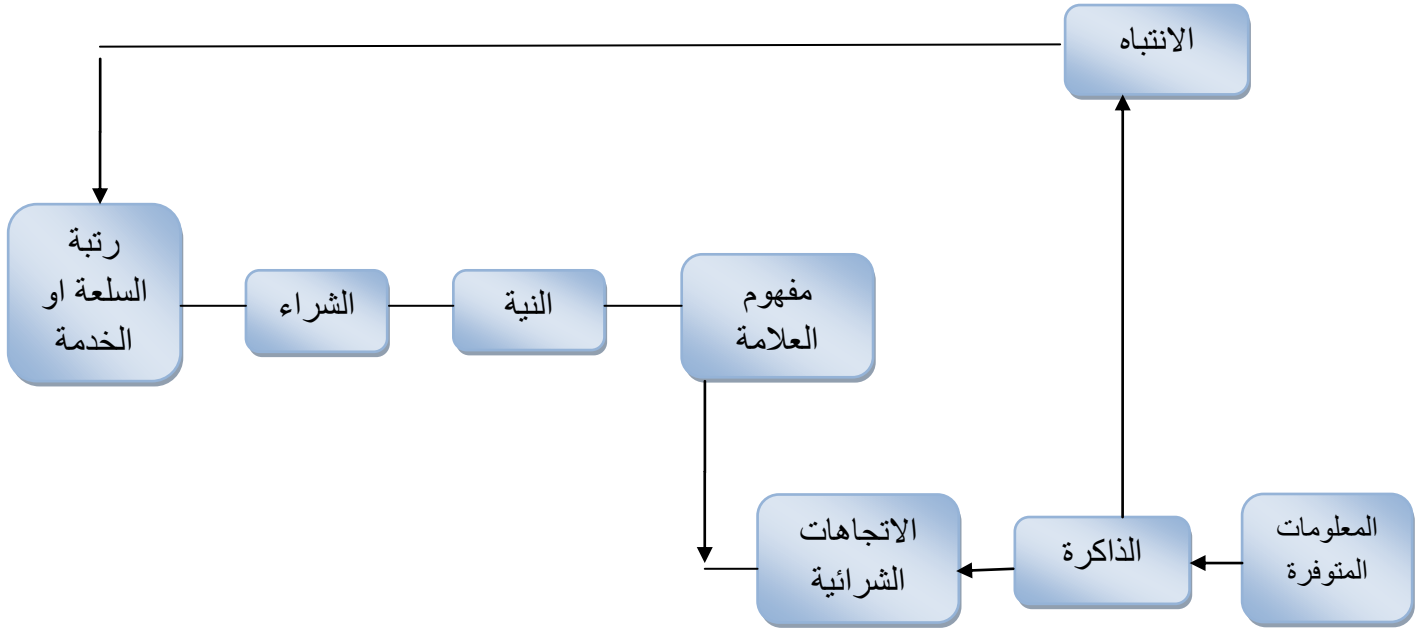 الانتباه
رتبة
السلعة او
الخدمة
الشراء
النية
مفهوم
العلامة
الاتجاهات
الشرائية
الذاكرة
المعلومات
المتوفرة